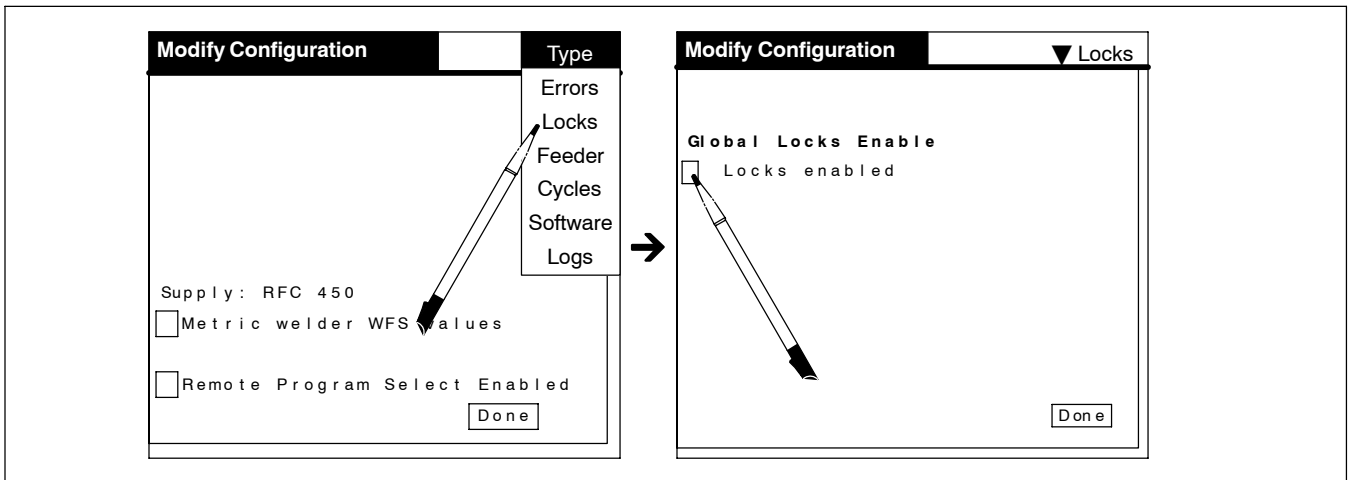 Modify Configuration
Type
Errors
Locks
Feeder
Cycles
Software
Logs
Supply: RFC 450
Metric welder WFS values
Remote Program Select Enabled
Done
Modify Configuration
▼ Locks
Global Locks Enable
Locks enabled
Done